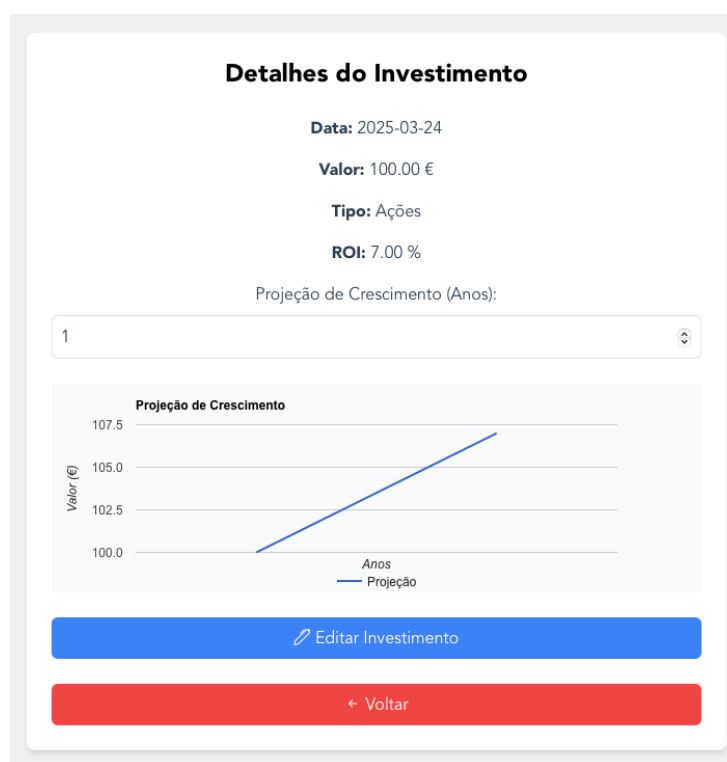 Detalhes do Investimento
Data: 2025-03-24
Valor: 100.00 €
Tipo: Ações
ROI: 7.00 %
Projeção de Crescimento (Anos):
1
Projeção de Crescimento
107.5
105.0
102.5
100.0
Valor (€)
Anos
Projeção
Editar Investimento
← Voltar